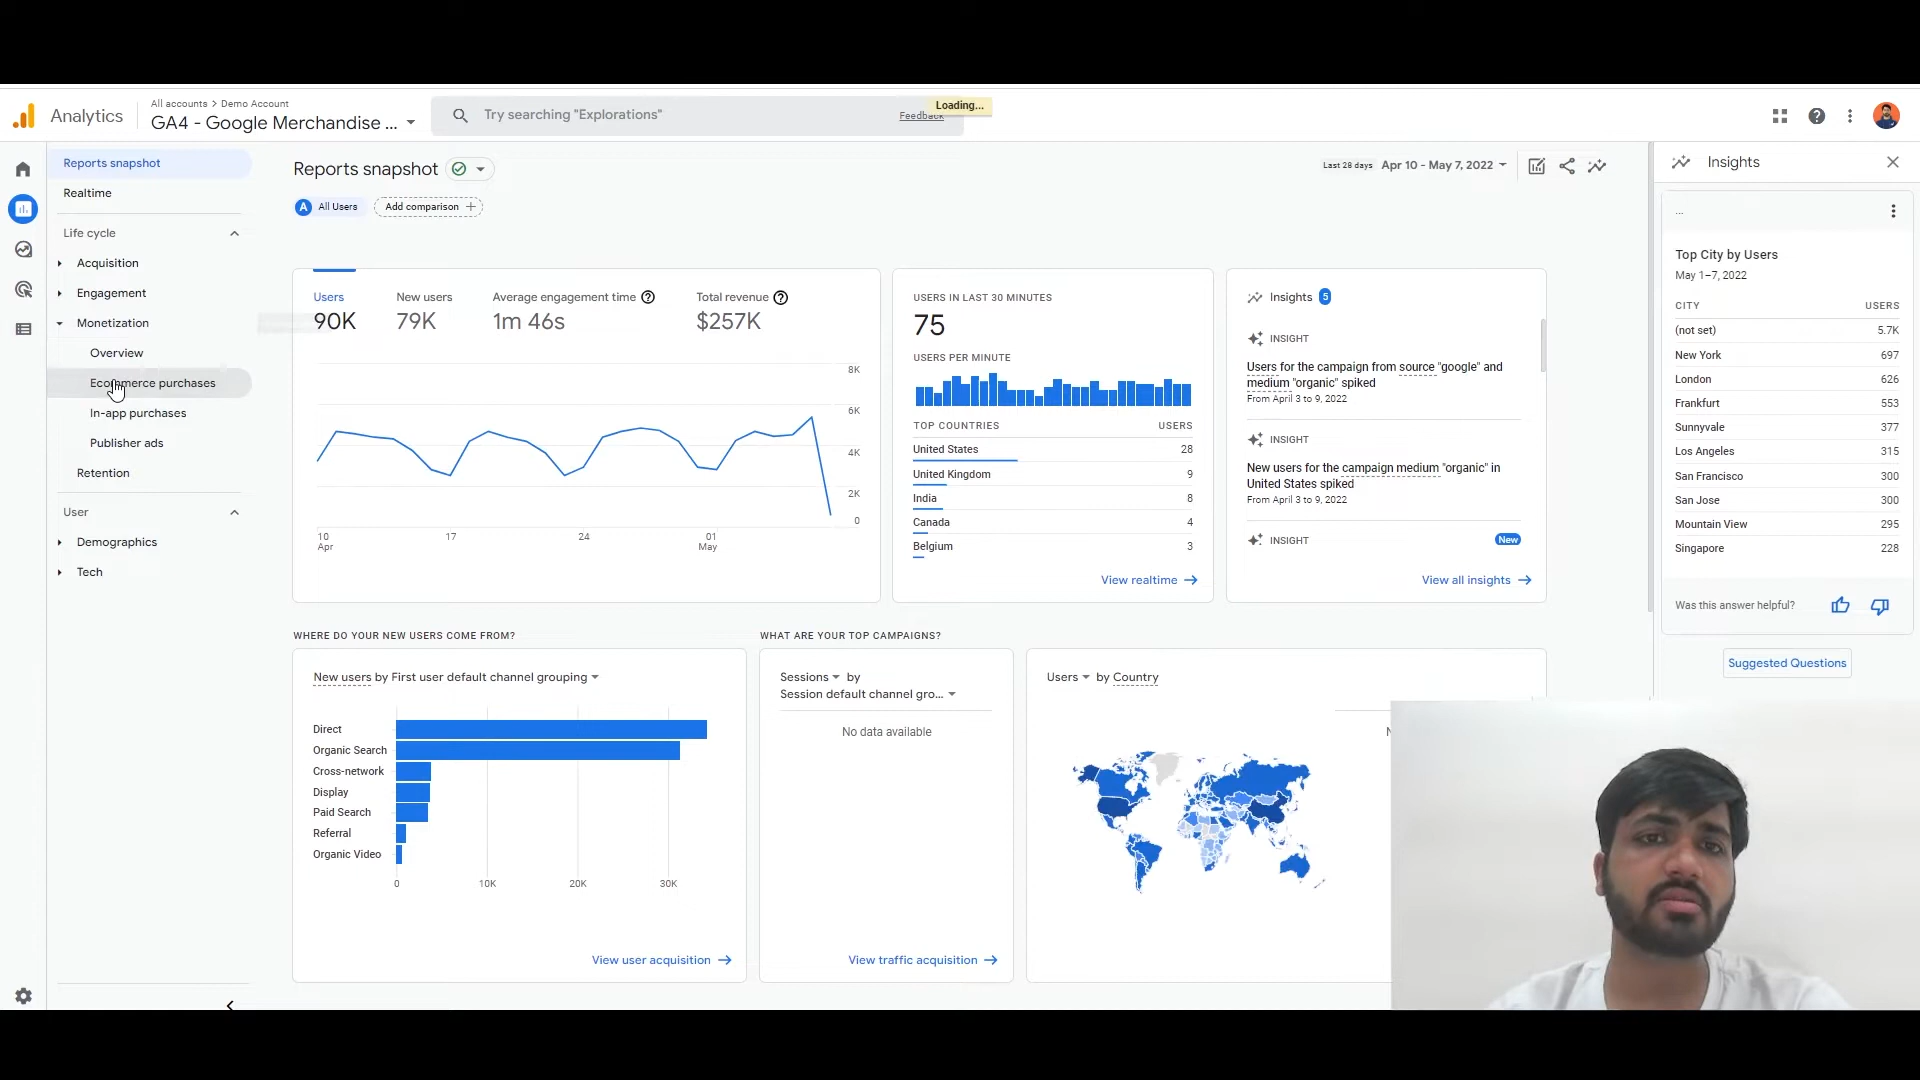 Analytics
All accounts > Demo Account
GA4 - Google Merchandise ...
Try searching "Explorations"
Feedback
Loading...
Reports snapshot
Realtime
Life cycle
Acquisition
Engagement
Monetization
Overview
Ecommerce purchases
In-app purchases
Publisher ads
Retention
User
Demographics
Tech
Reports snapshot
Last 28 days Apr 10 - May 7, 2022
A All Users
Add comparison
Users
90K
New users
79K
Average engagement time
1m 46s
Total revenue
$257K
8K
6K
4K
2K
0
10
Apr
17
24
01
May
USERS IN LAST 30 MINUTES
75
USERS PER MINUTE
TOP COUNTRIES USERS
United States 28
United Kingdom 9
India 8
Canada 4
Belgium 3
View realtime
Insights 5
INSIGHT
Users for the campaign from source "google" and
medium "organic" spiked
From April 3 to 9, 2022
INSIGHT
New users for the campaign medium "organic" in
United States spiked
From April 3 to 9, 2022
INSIGHT New
View all insights
WHERE DO YOUR NEW USERS COME FROM?
New users by First user default channel grouping
Direct
Organic Search
Cross-network
Display
Paid Search
Referral
Organic Video
0 10K 20K 30K
View user acquisition
WHAT ARE YOUR TOP CAMPAIGNS?
Sessions by
Session default channel gro...
No data available
View traffic acquisition
Users by Country
Insights
...
Top City by Users
May 1–7, 2022
CITY USERS
(not set) 5.7K
New York 697
London 626
Frankfurt 553
Sunnyvale 377
Los Angeles 315
San Francisco 300
San Jose 300
Mountain View 295
Singapore 228
Was this answer helpful?
Suggested Questions